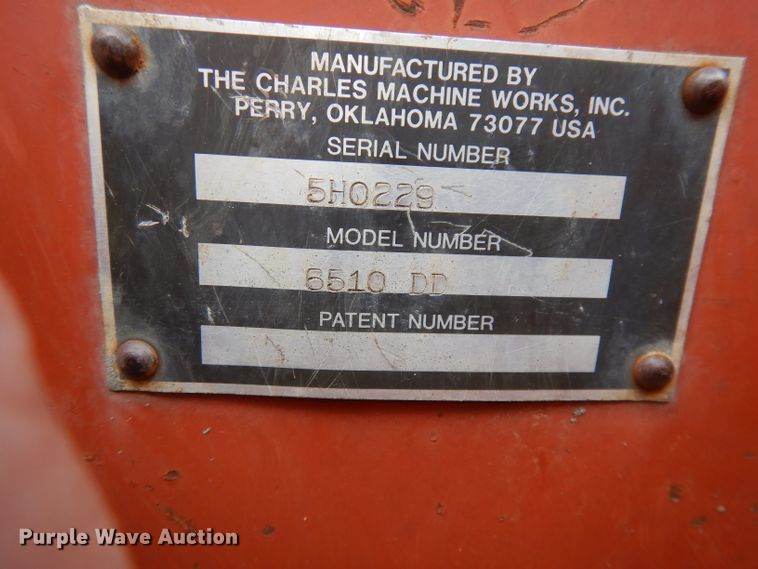 MANUFACTURED BY
THE CHARLES MACHINE WORKS, INC.
PERRY, OKLAHOMA 73077 USA
SERIAL NUMBER
5H0229
MODEL NUMBER
6510 DD
PATENT NUMBER
Purple Wave Auction®